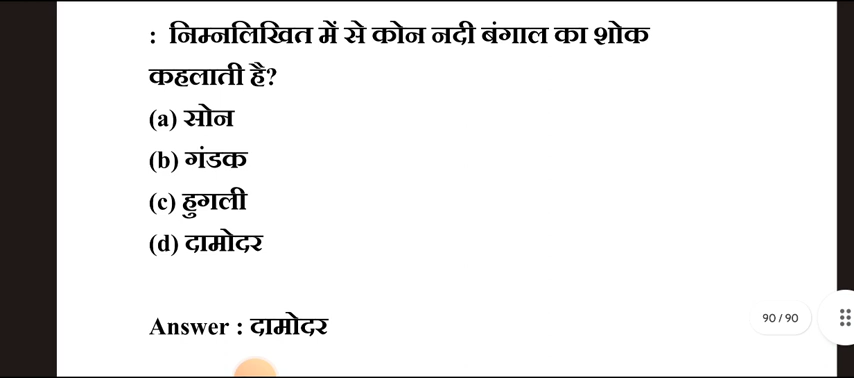 : निम्नलिखित में से कोन नदी बंगाल का शोक
कहलाती है?
(a) सोन
(b) गंडक
(c) हुगली
(d) दामोदर
Answer : दामोदर
90 / 90